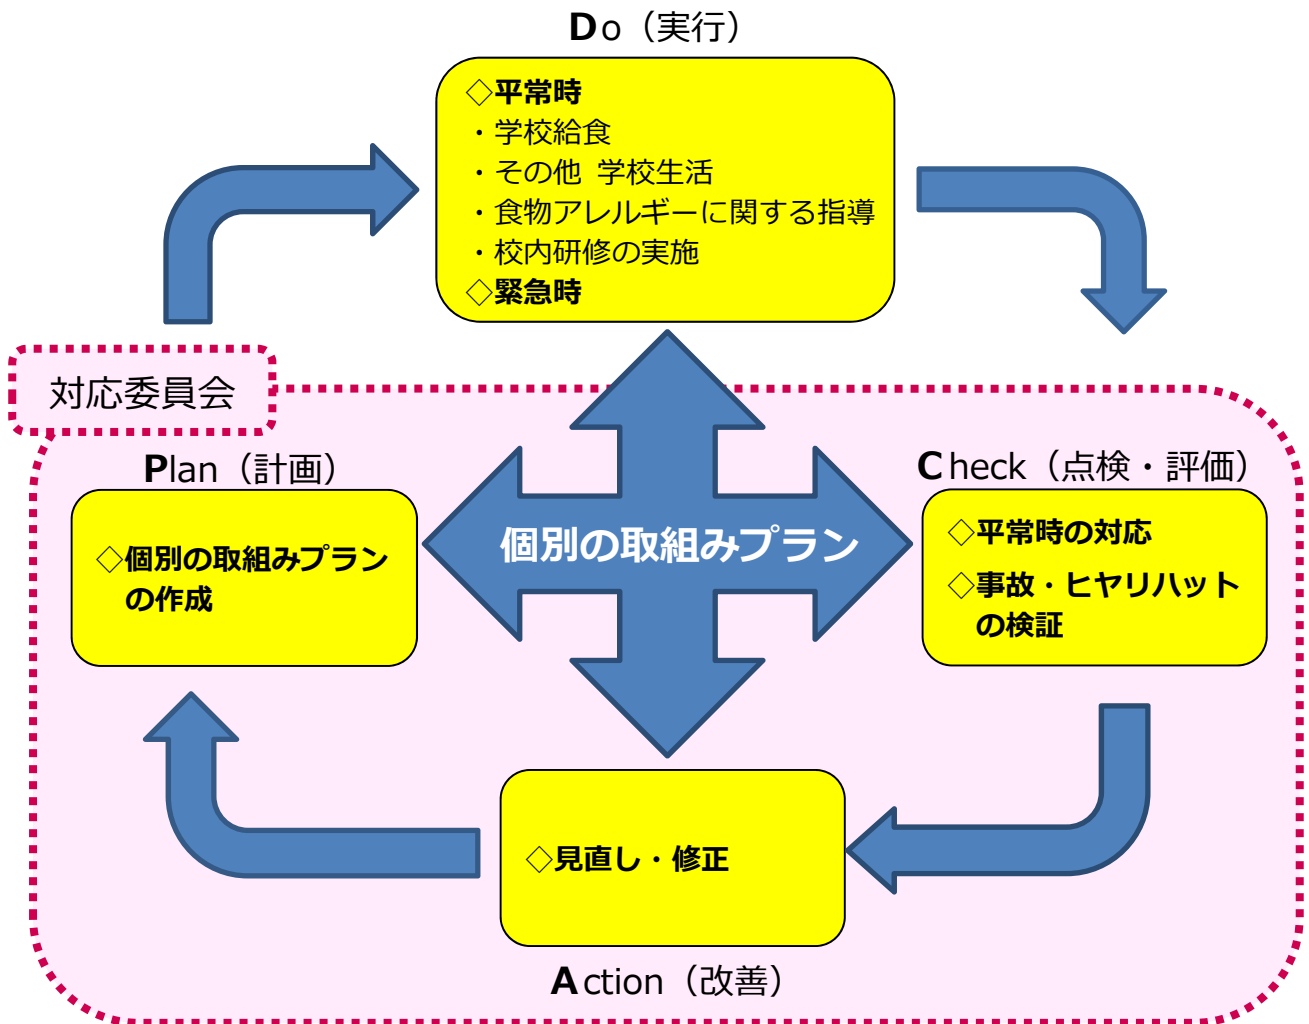 Do（実行）
◇平常時
・学校給食
・その他 学校生活
・食物アレルギーに関する指導
・校内研修の実施
◇緊急時
対応委員会
Plan（計画）
◇個別の取組みプラン
の作成
個別の取組みプラン
Check（点検・評価）
◇平常時の対応
◇事故・ヒヤリハット
の検証
◇見直し・修正
Action（改善）